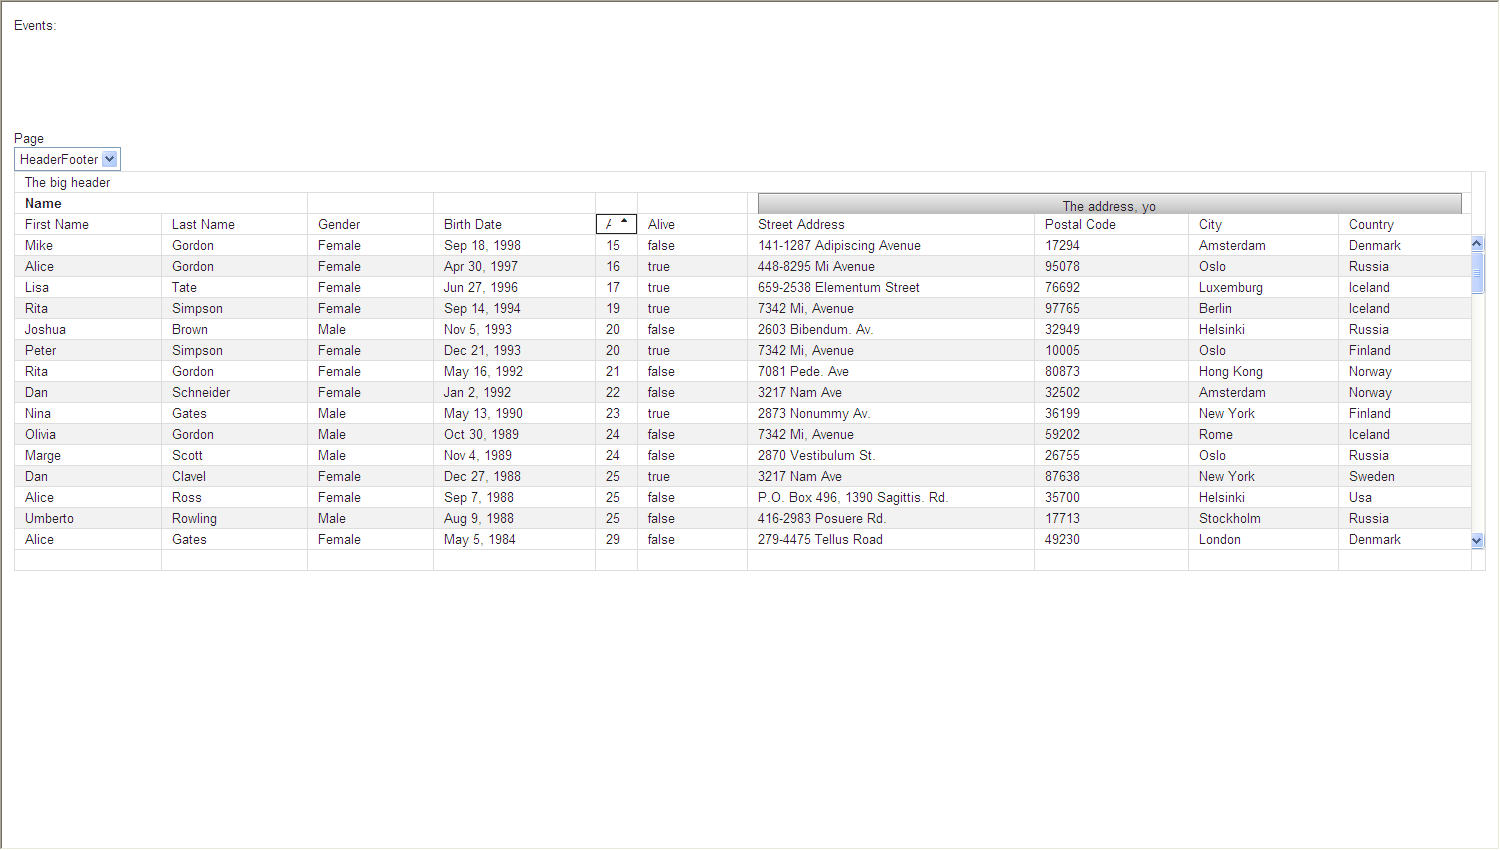 Events:
Page
HeaderFooter
The big header
Name The address, yo
First Name Last Name Gender Birth Date Alive Street Address Postal Code City Country
Mike Gordon Female Sep 18, 1998 15 false 141-1287 Adipiscing Avenue 17294 Amsterdam Denmark
Alice Gordon Female Apr 30, 1997 16 true 448-8295 Mi Avenue 95078 Oslo Russia
Lisa Tate Female Jun 27, 1996 17 true 659-2538 Elementum Street 76692 Luxemburg Iceland
Rita Simpson Female Sep 14, 1994 19 true 7342 Mi, Avenue 97765 Berlin Iceland
Joshua Brown Male Nov 5, 1993 20 false 2603 Bibendum. Av. 32949 Helsinki Russia
Peter Simpson Female Dec 21, 1993 20 true 7342 Mi, Avenue 10005 Oslo Finland
Rita Gordon Female May 16, 1992 21 false 7081 Pede. Ave 80873 Hong Kong Norway
Dan Schneider Female Jan 2, 1992 22 false 3217 Nam Ave 32502 Amsterdam Norway
Nina Gates Male May 13, 1990 23 true 2873 Nonummy Av. 36199 New York Finland
Olivia Gordon Male Oct 30, 1989 24 false 7342 Mi, Avenue 59202 Rome Iceland
Marge Scott Male Nov 4, 1989 24 false 2870 Vestibulum St. 26755 Oslo Russia
Dan Clavel Female Dec 27, 1988 25 true 3217 Nam Ave 87638 New York Sweden
Alice Ross Female Sep 7, 1988 25 false P.O. Box 496, 1390 Sagittis. Rd. 35700 Helsinki Usa
Umberto Rowling Male Aug 9, 1988 25 false 416-2983 Posuere Rd. 17713 Stockholm Russia
Alice Gates Female May 5, 1984 29 false 279-4475 Tellus Road 49230 London Denmark